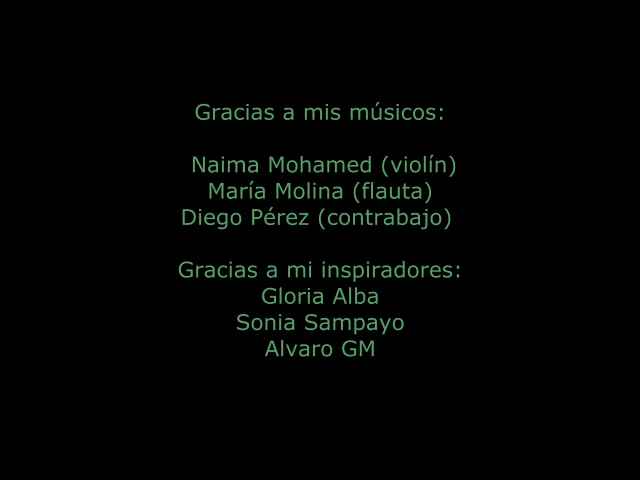 Gracias a mis músicos:
Naima Mohamed (violín)
María Molina (flauta)
Diego Pérez (contrabajo)
Gracias a mi inspiradores:
Gloria Alba
Sonia Sampayo
Alvaro GM